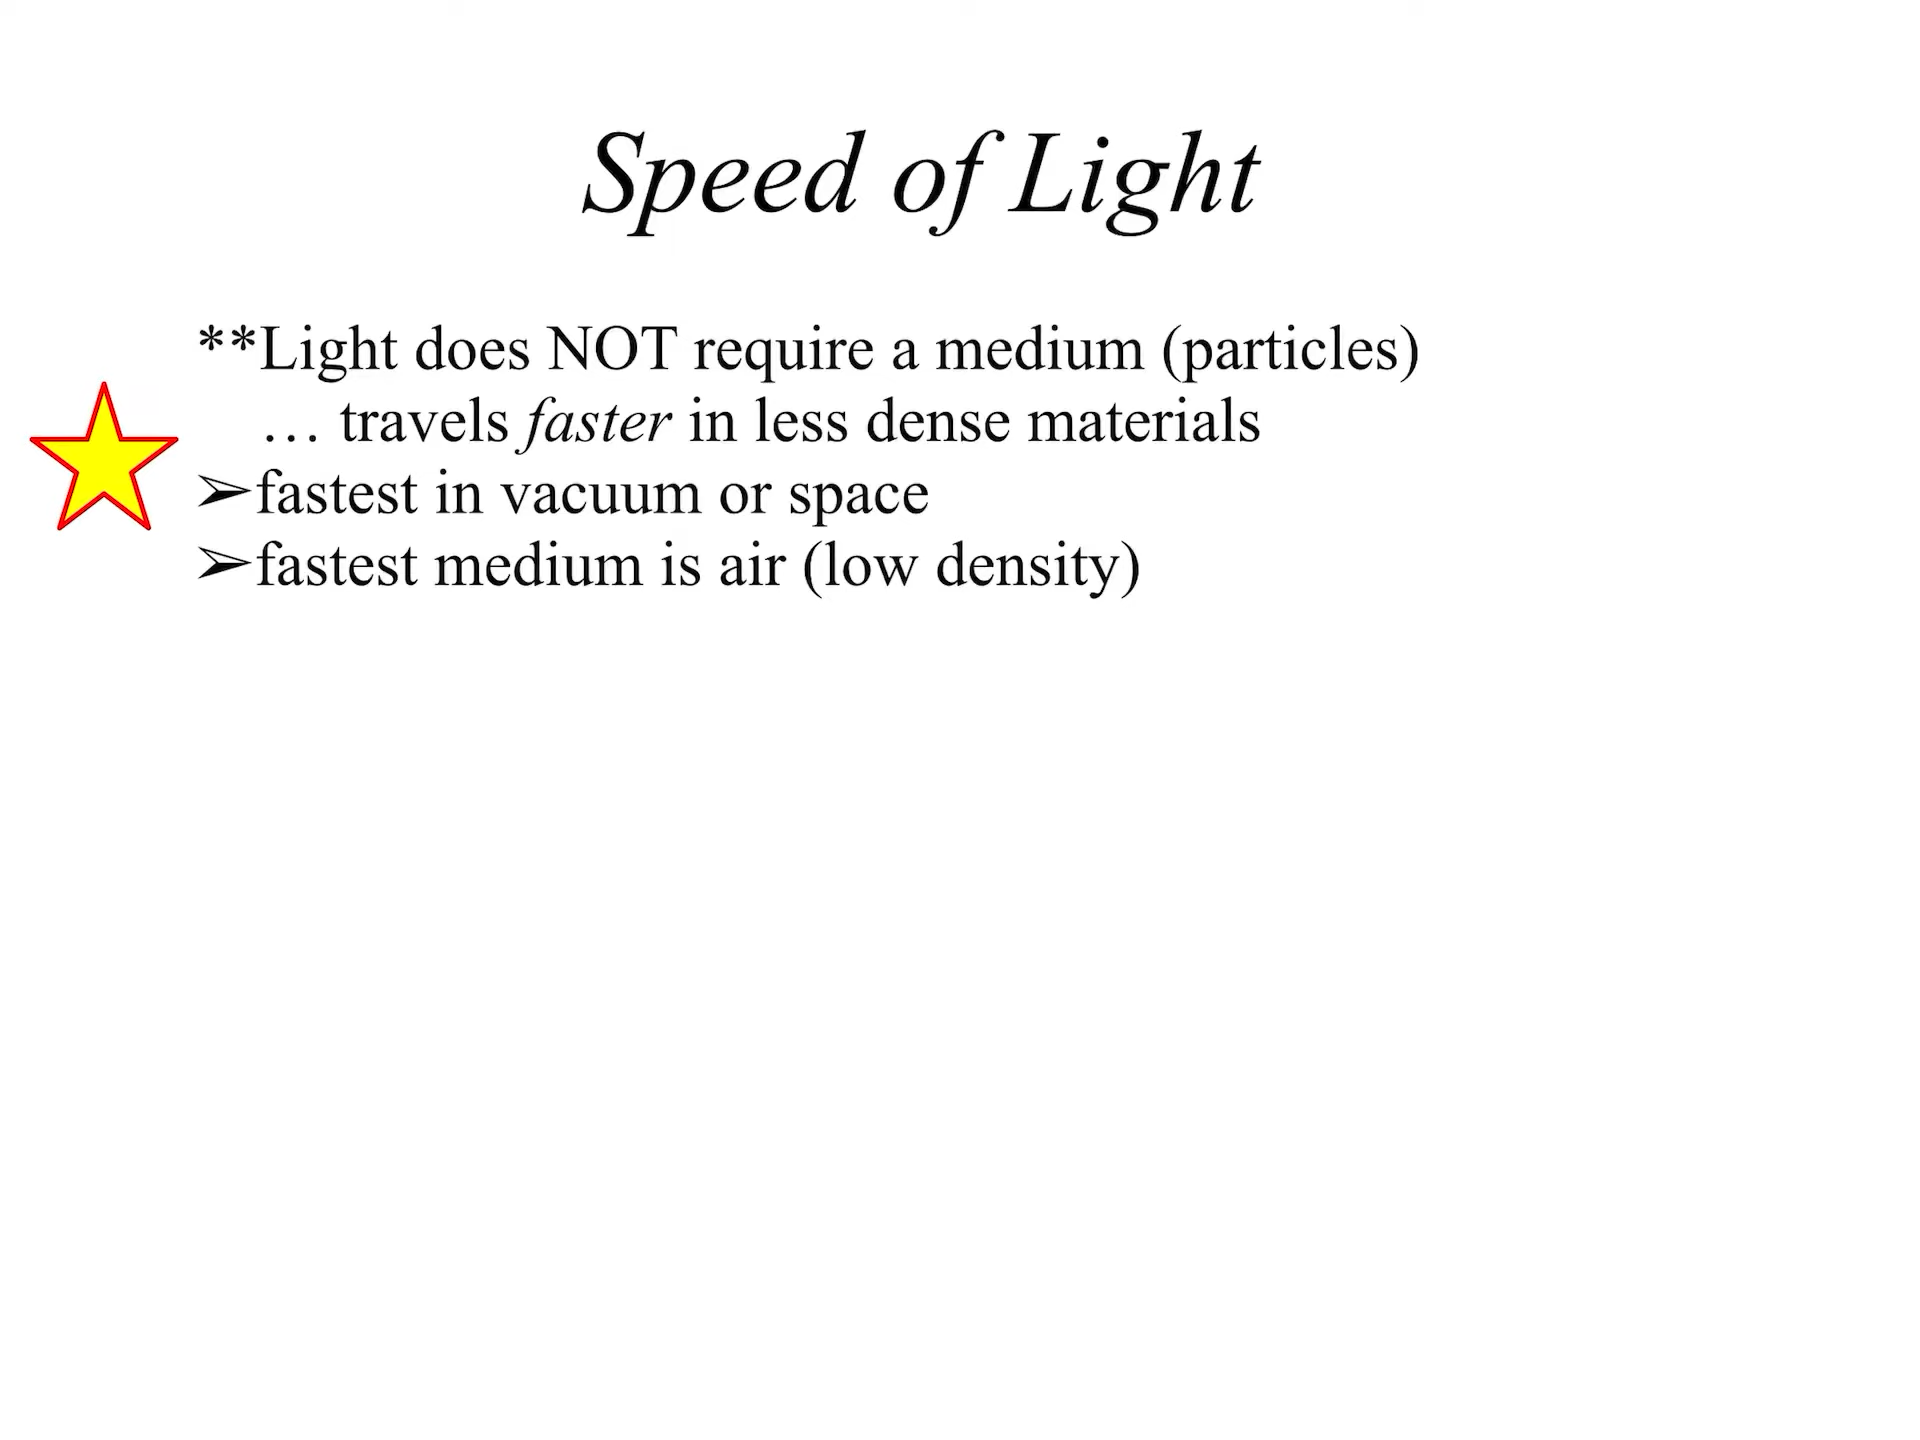 Speed of Light
**Light does NOT require a medium (particles)
… travels faster in less dense materials
➢fastest in vacuum or space
➢fastest medium is air (low density)